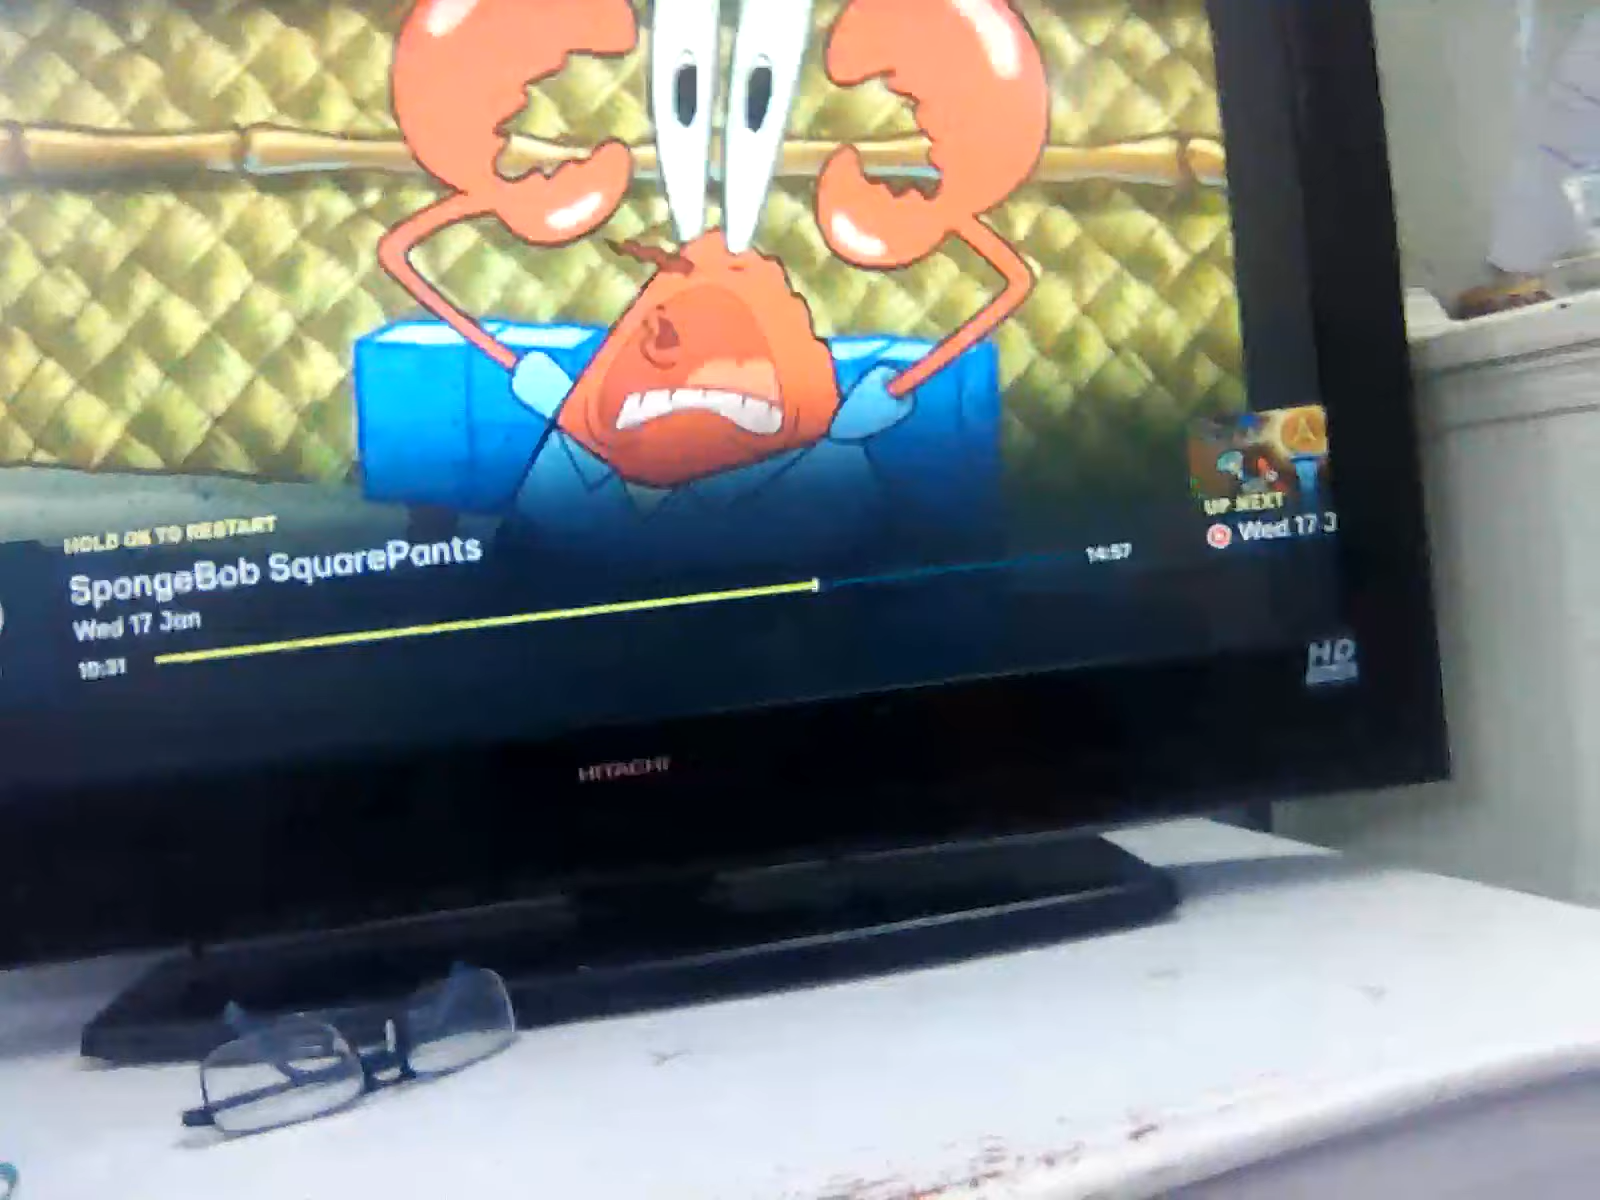 HOLD OK TO RESTART
SpongeBob SquarePants
Wed 17 Jan
10:31
14:57
UP NEXT
Wed 17 J
HD
HITACHI